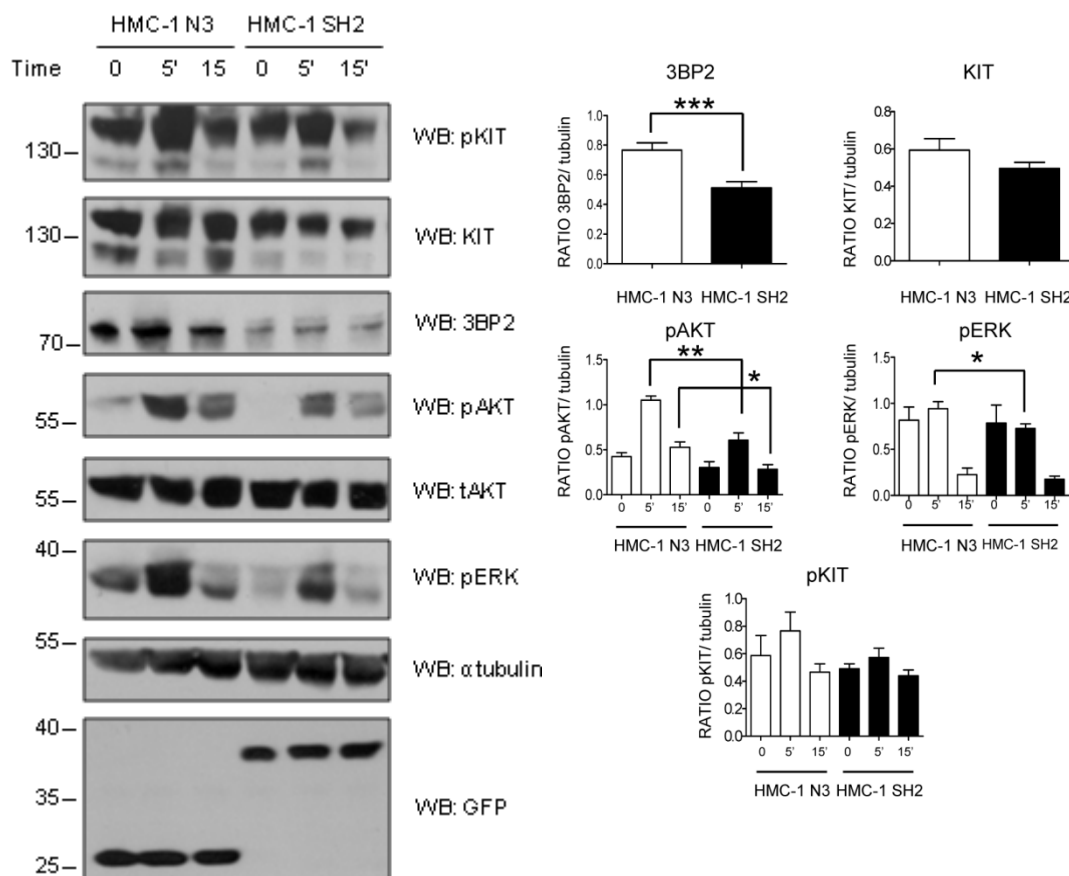 HMC-1 N3 HMC-1 SH2
Time 0 5' 15' 0 5' 15'
130 WB: pKIT
130 WB: KIT
70 WB: 3BP2
55 WB: pAKT
55 WB: tAKT
40 WB: pERK
55 WB: αtubulin
40
35 WB: GFP
25
3BP2
***
RATIO 3BP2/ tubulin
1.0
0.8
0.6
0.4
0.2
0.0
HMC-1 N3 HMC-1 SH2
KIT
RATIO KIT/ tubulin
0.8
0.6
0.4
0.2
0.0
HMC-1 N3 HMC-1 SH2
pAKT
**
*
RATIO pAKT/ tubulin
1.5
1.0
0.5
0.0
0 5' 15' 0 5' 15'
HMC-1 N3 HMC-1 SH2
pERK
*
RATIO pERK/ tubulin
1.5
1.0
0.5
0.0
0 5' 15' 0 5' 15'
HMC-1 N3 HMC-1 SH2
pKIT
RATIO pKIT/ tubulin
1.0
0.8
0.6
0.4
0.2
0.0
0 5' 15' 0 5' 15'
HMC-1 N3 HMC-1 SH2